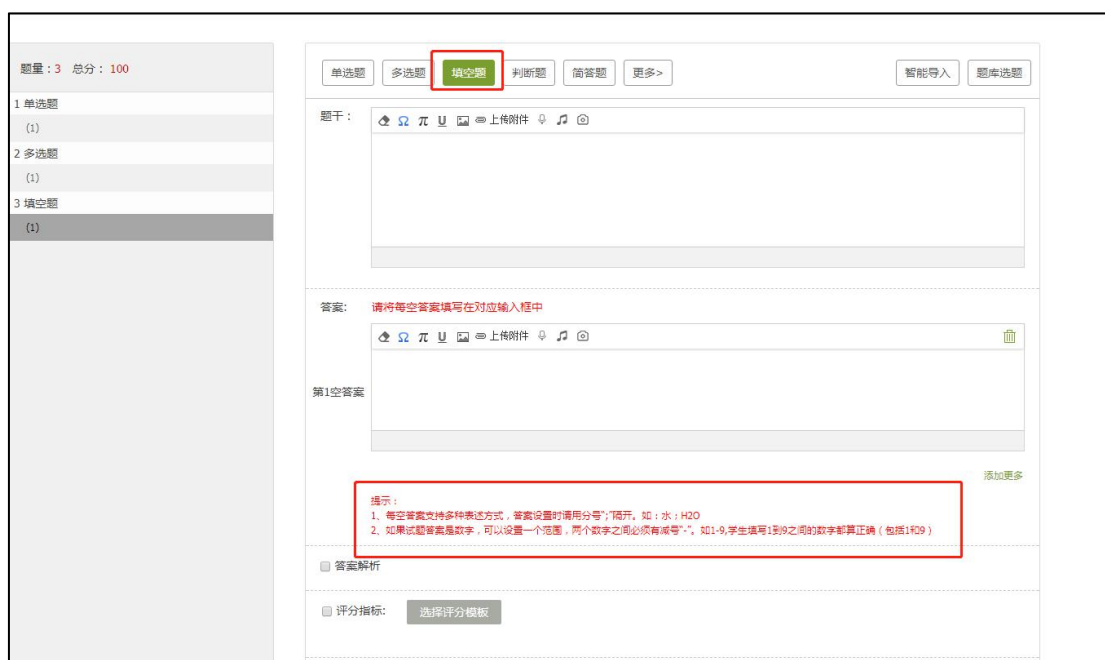 题量：3 总分：100
1 单选题
(1)
2 多选题
(1)
3 填空题
(1)
单选题 多选题 填空题 判断题 简答题 更多> 智能导入 题库选题
题干：
Ω π U 上传附件
答案: 请将每空答案填写在对应输入框中
Ω π U 上传附件
第1空答案
添加更多
提示：
1、每空答案支持多种表述方式，答案设置时请用分号";"隔开。如：水；H2O
2、如果试题答案是数字，可以设置一个范围，两个数字之间必须有减号"-"。如1-9,学生填写1到9之间的数字都算正确（包括1和9）
答案解析
评分指标: 选择评分模板